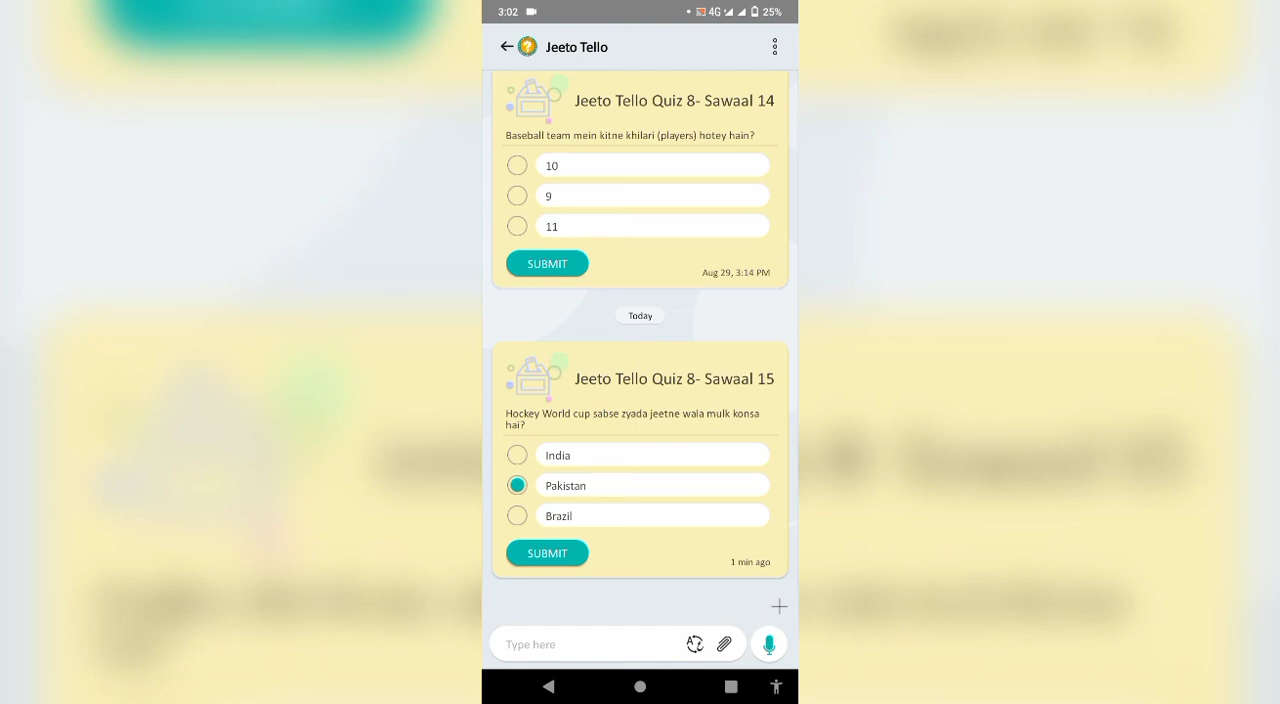 3:02 4G 25%
Jeeto Tello
Jeeto Tello Quiz 8- Sawaal 14
Baseball team mein kitne khilari (players) hotey hain?
10
9
11
SUBMIT
Aug 29, 3:14 PM
Today
Jeeto Tello Quiz 8- Sawaal 15
Hockey World cup sabse zyada jeetne wala mulk konsa
hai?
India
Pakistan
Brazil
SUBMIT
1 min ago
Type here